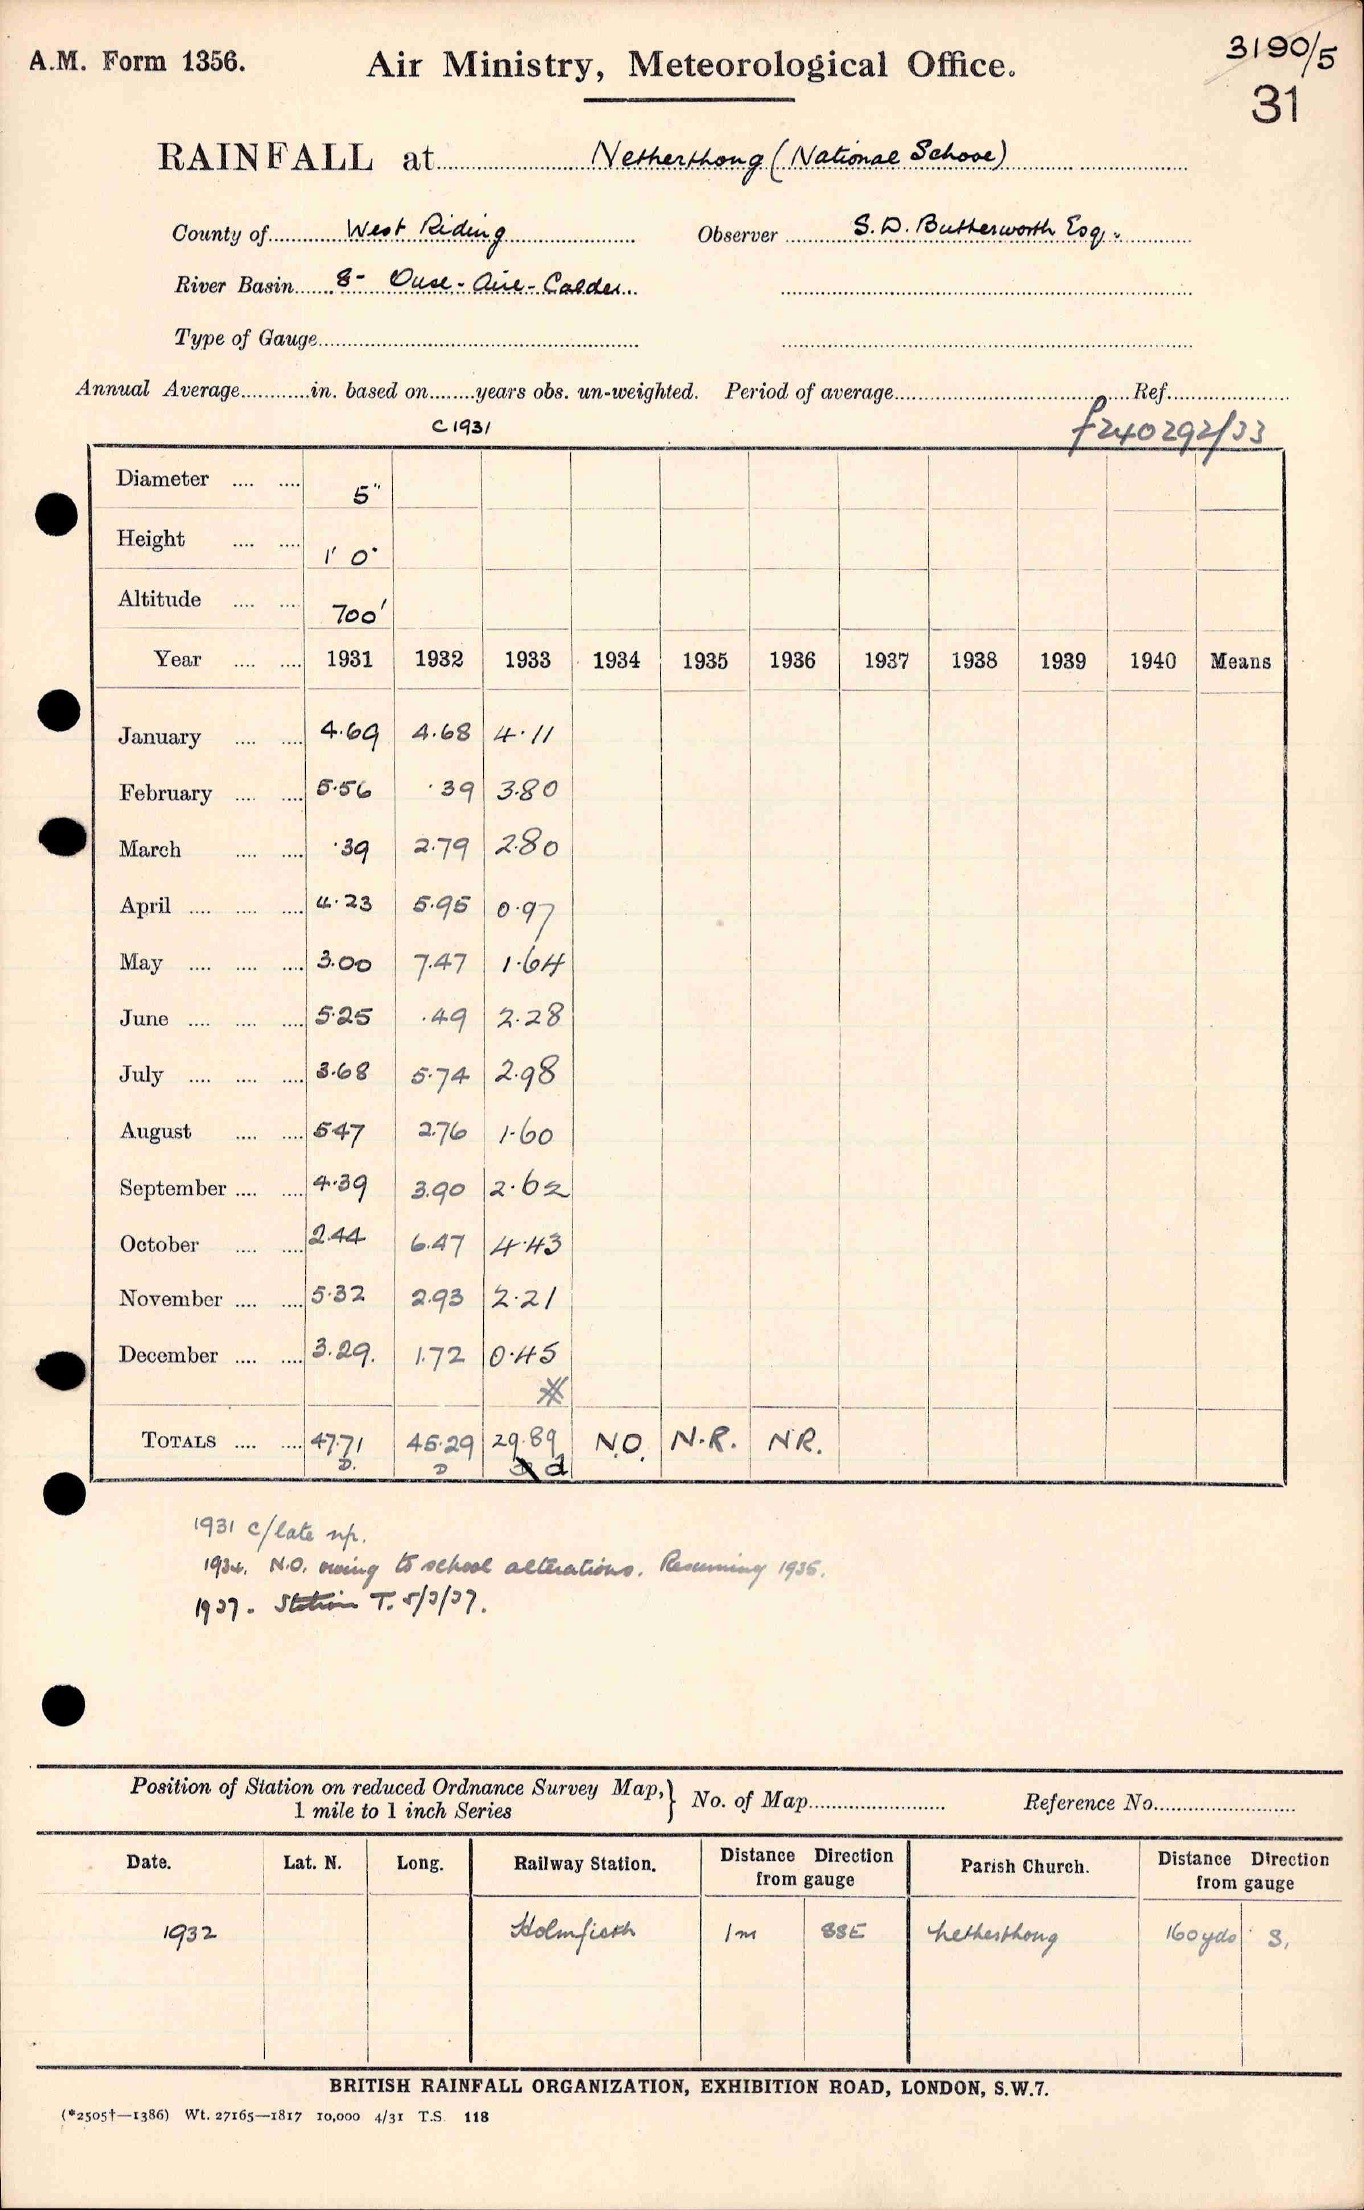 A.M. Form 1356. Air Ministry, Meteorological Office. 3190/5
31
RAINFALL at Netherthong (National School)
County of West Riding Observer S. D. Butterworth Esq.
River Basin 8- Ouse - Aire - Calder
Type of Gauge
Annual Average in. based on years obs. un-weighted. Period of average Ref.
C 1931 f240292/33
Diameter 5"
Height 1' 0"
Altitude 700'
Year 1931 1932 1933 1934 1935 1936 1937 1938 1939 1940 Means
January 4.69 4.68 4.11
February 5.56 .39 3.80
March .39 2.79 2.80
April 4.23 5.95 0.97
May 3.00 7.47 1.64
June 5.25 .49 2.28
July 3.68 5.74 2.98
August 5.47 2.76 1.60
September 4.39 3.90 2.62
October 2.44 6.47 4.43
November 5.32 2.93 2.21
December 3.29. 1.72 0.45
TOTALS 47.71 45.29 29.89 N.O. N.R. N.R.
D. D d
1931 c/late np.
1934. N.O. owing to school alterations. Resuming 1935.
1937. Station T. 5/3/37.
Position of Station on reduced Ordnance Survey Map, No. of Map Reference No.
1 mile to 1 inch Series
Date. Lat. N. Long. Railway Station. Distance Direction from gauge Parish Church. Distance Direction from gauge
1932 Holmfirth 1m SSE Netherthong 160yds S.
BRITISH RAINFALL ORGANIZATION, EXHIBITION ROAD, LONDON, S.W.7.
(*2505†—1386) Wt. 27165—1817 10,000 4/31 T.S. 118